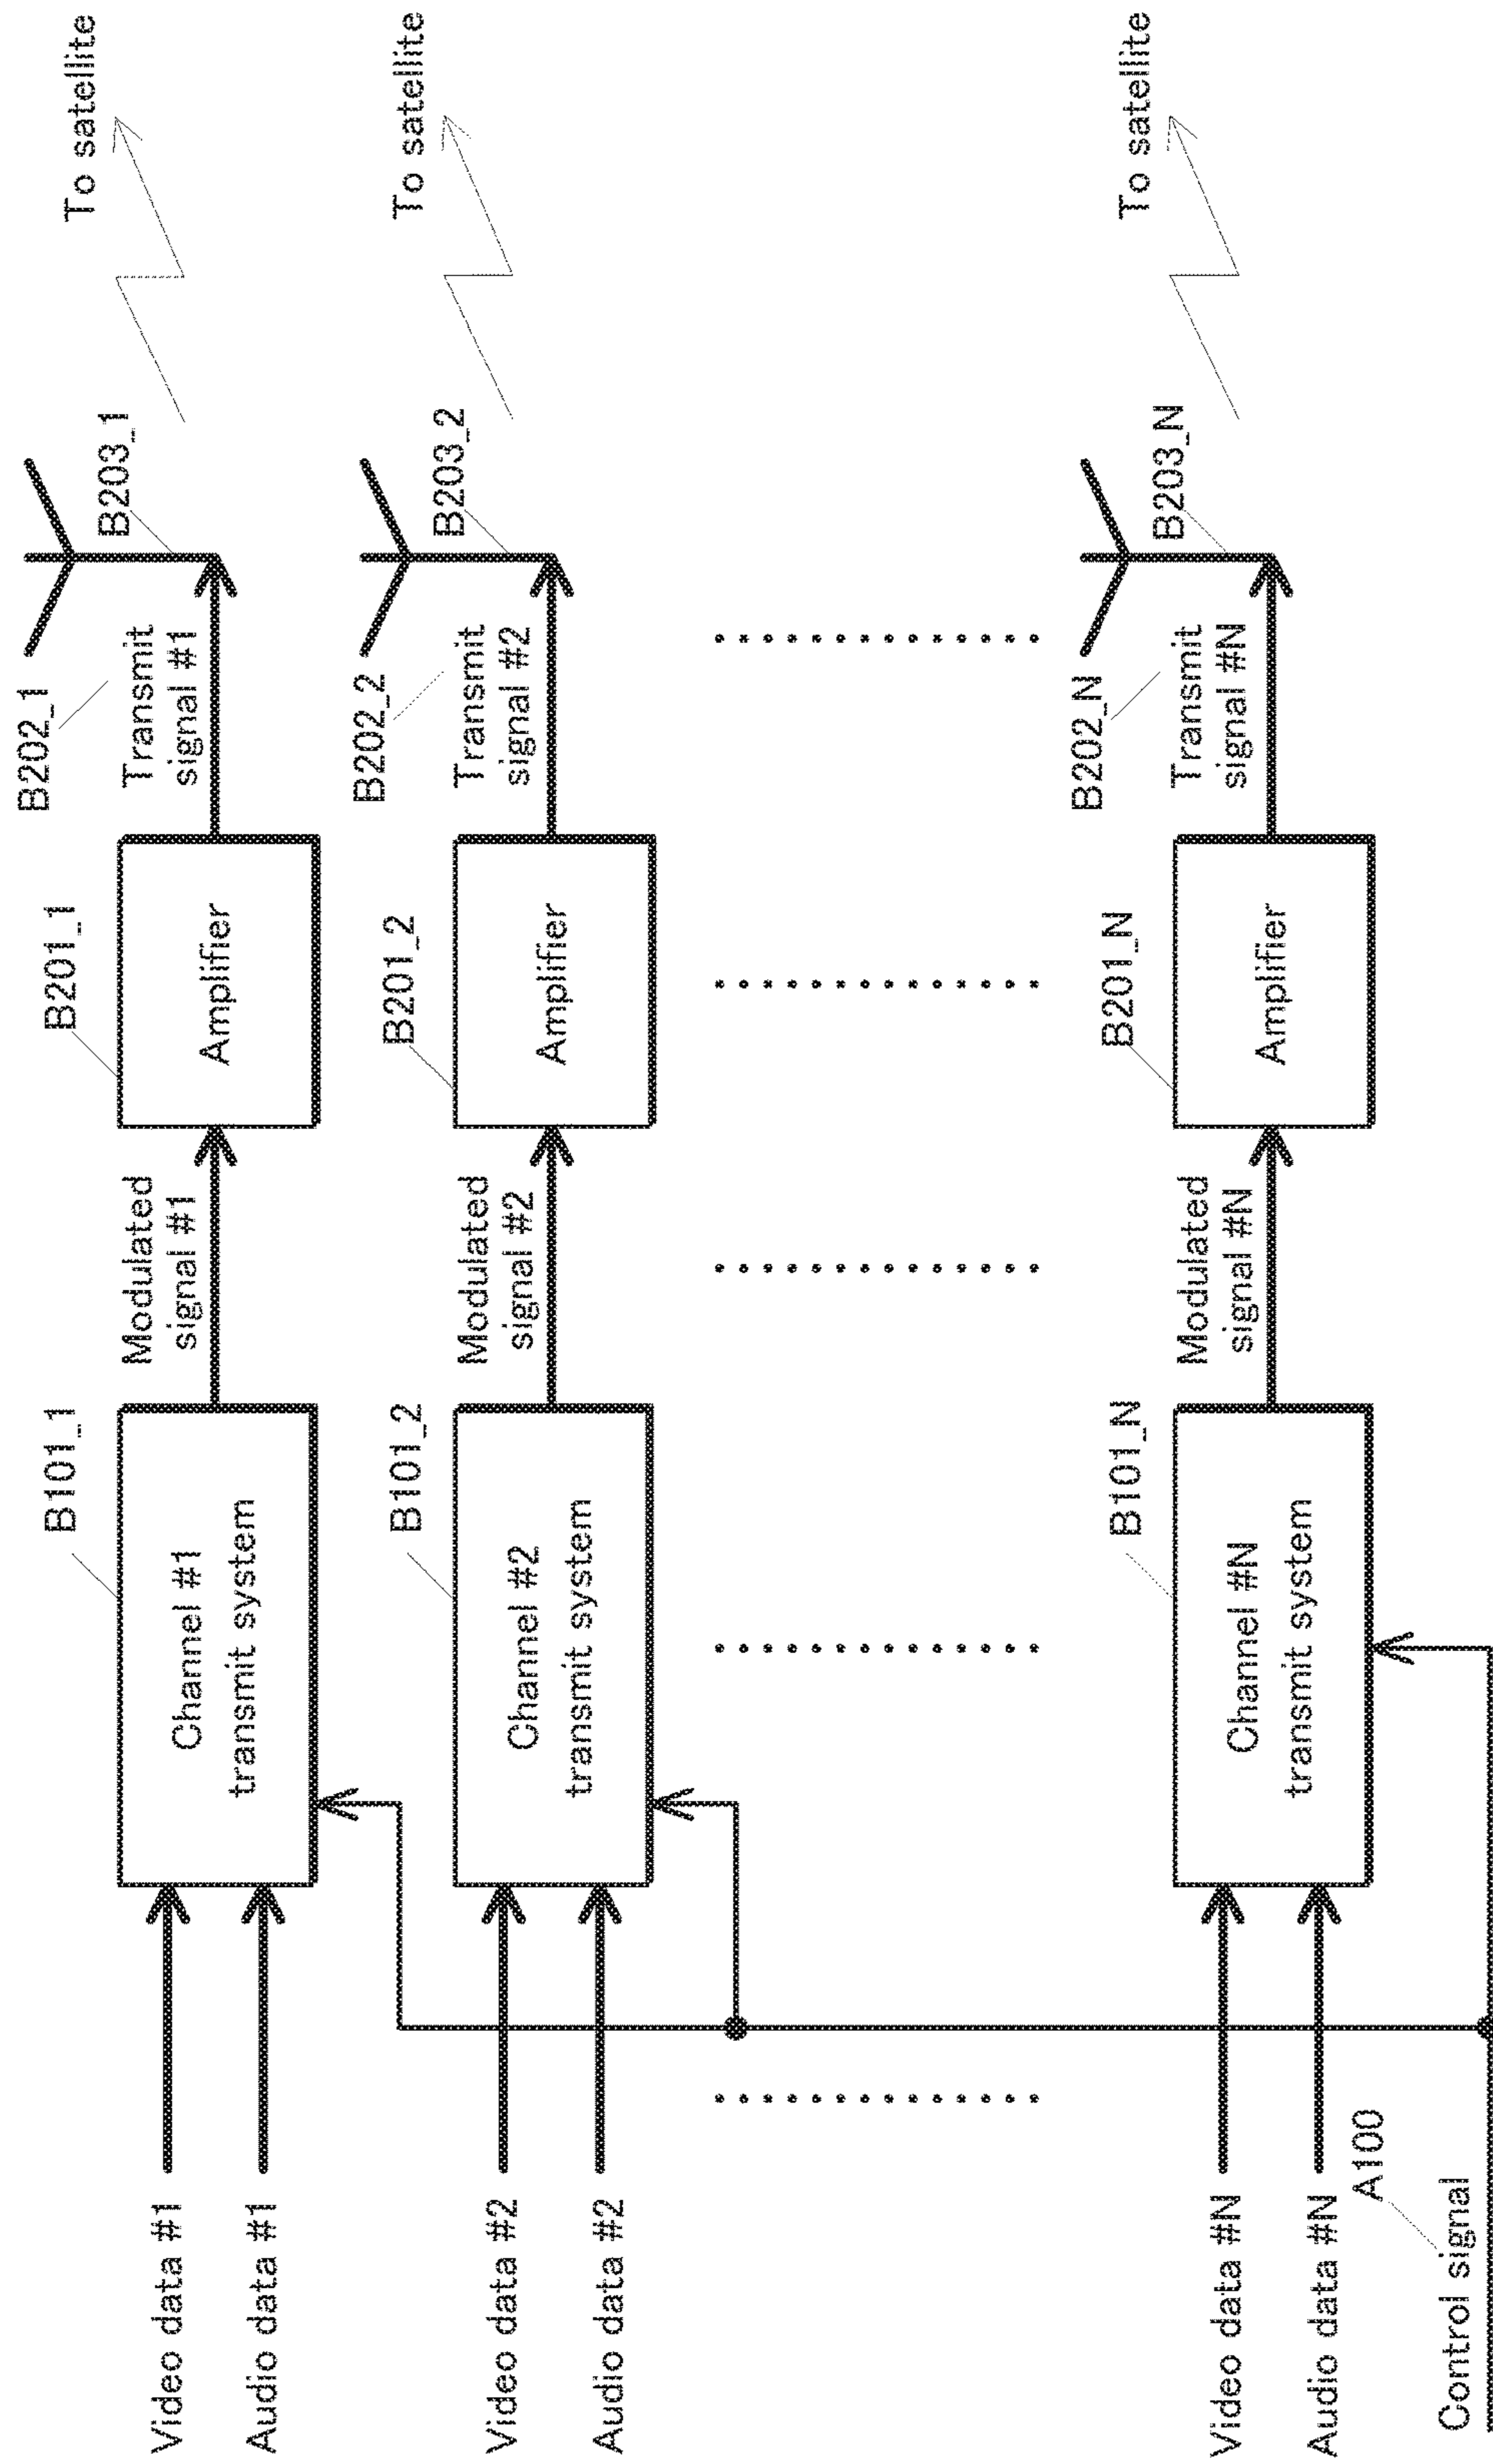 Video data #1
Audio data #1
B101_1
Channel #1
transmit system
Modulated
signal #1
B201_1
Amplifier
B202_1
Transmit
signal #1
B203_1
To satellite
Video data #2
Audio data #2
B101_2
Channel #2
transmit system
Modulated
signal #2
B201_2
Amplifier
B202_2
Transmit
signal #2
B203_2
To satellite
Video data #N
Audio data #N
B101_N
Channel #N
transmit system
Modulated
signal #N
B201_N
Amplifier
B202_N
Transmit
signal #N
B203_N
To satellite
A100
Control signal